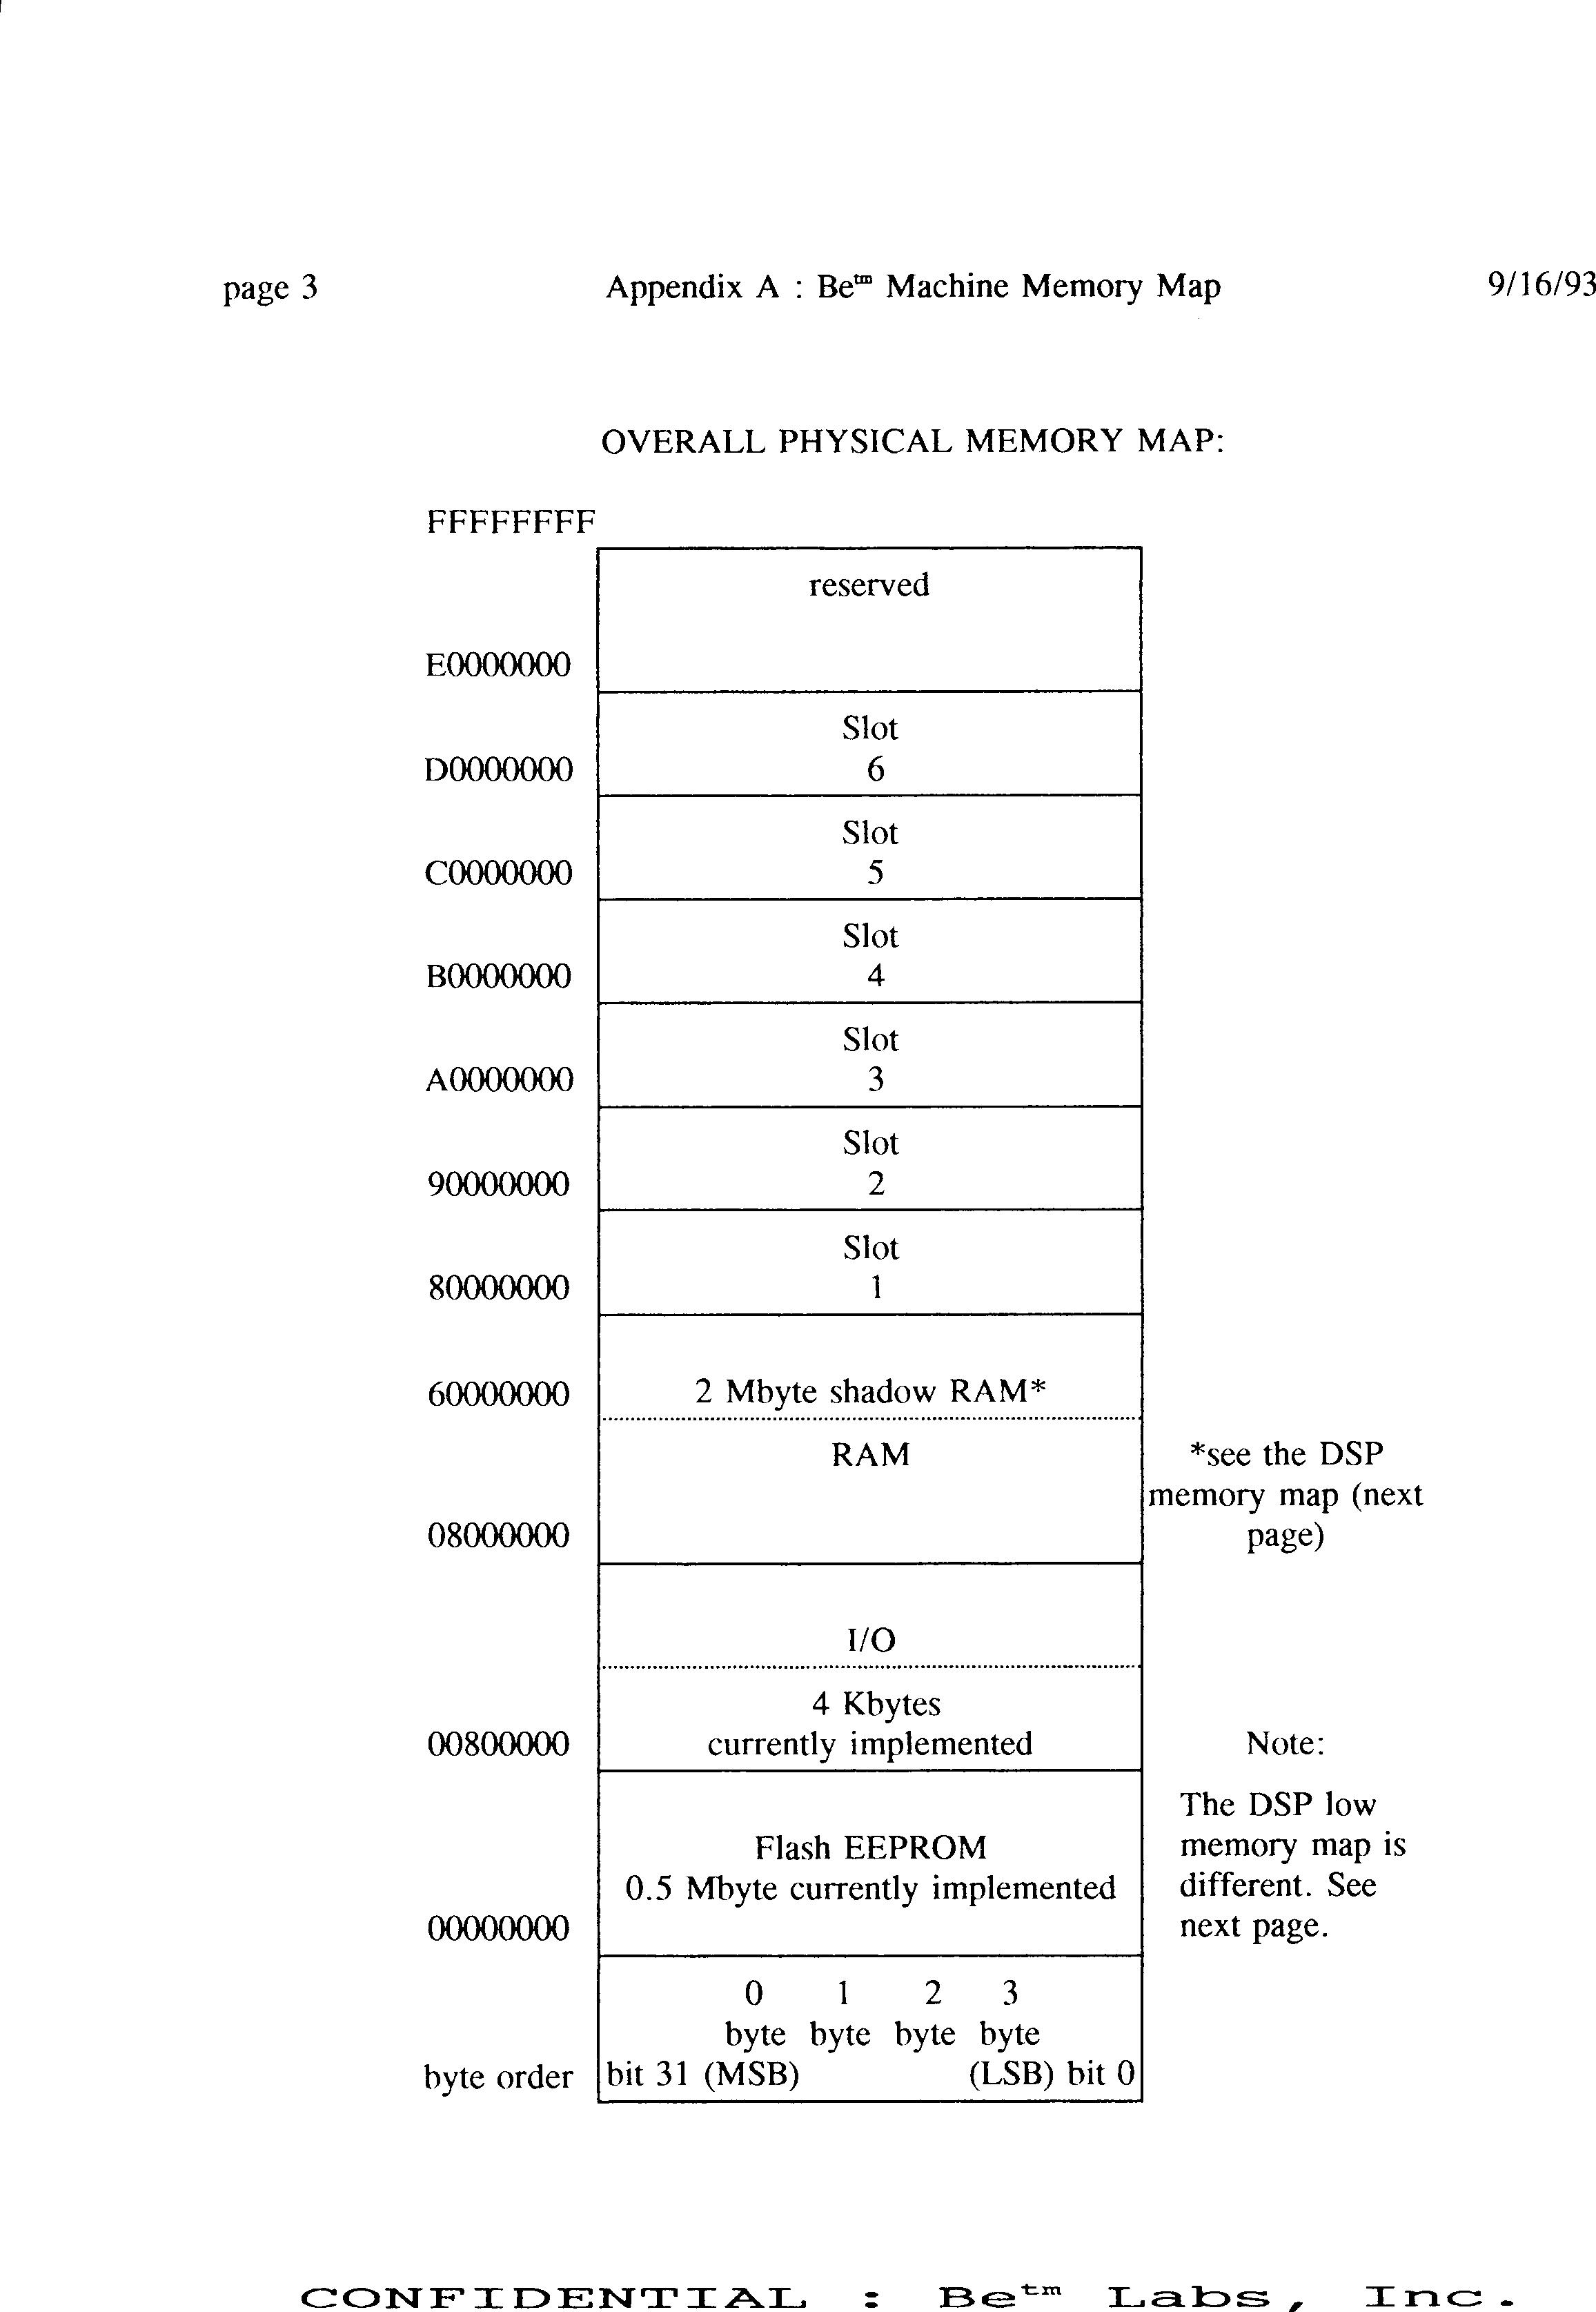 page 3 Appendix A : Be™ Machine Memory Map 9/16/93
OVERALL PHYSICAL MEMORY MAP:
FFFFFFFF
reserved
E0000000
Slot
D0000000 6
Slot
C0000000 5
Slot
B0000000 4
Slot
A0000000 3
Slot
90000000 2
Slot
80000000 1
60000000 2 Mbyte shadow RAM*
RAM *see the DSP
memory map (next
08000000 page)
I/O
4 Kbytes
00800000 currently implemented Note:
The DSP low
Flash EEPROM memory map is
0.5 Mbyte currently implemented different. See
00000000 next page.
0 1 2 3
byte byte byte byte
byte order bit 31 (MSB) (LSB) bit 0
CONFIDENTIAL : Be™ Labs, Inc.